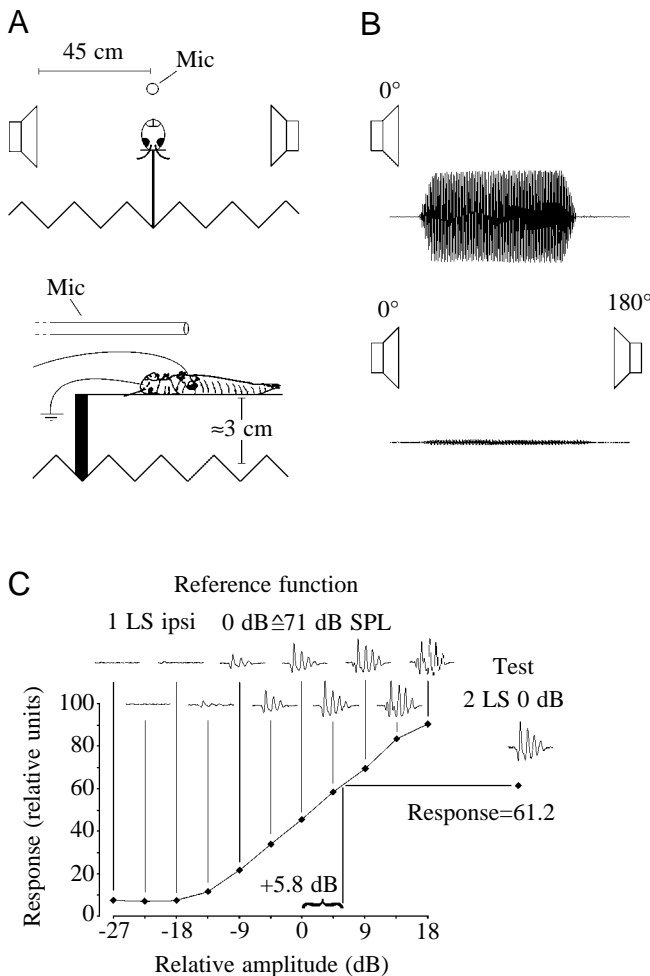 A
45 cm
Mic
Mic
≈3 cm
B
0°
0°
180°
C
Reference function
1 LS ipsi
0 dB≙71 dB SPL
Test
2 LS 0 dB
Response=61.2
+5.8 dB
Response (relative units)
100
80
60
40
20
0
-27
-18
-9
0
9
18
Relative amplitude (dB)